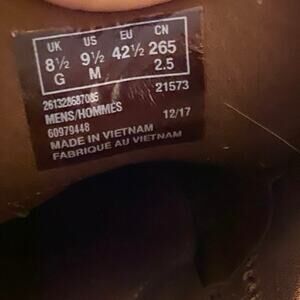 UK US EU CN
8½ 9½ 42½ 265
G M 2.5
21573
261328687085
MENS/HOMMES 12/17
60979448
MADE IN VIETNAM
FABRIQUE AU VIETNAM